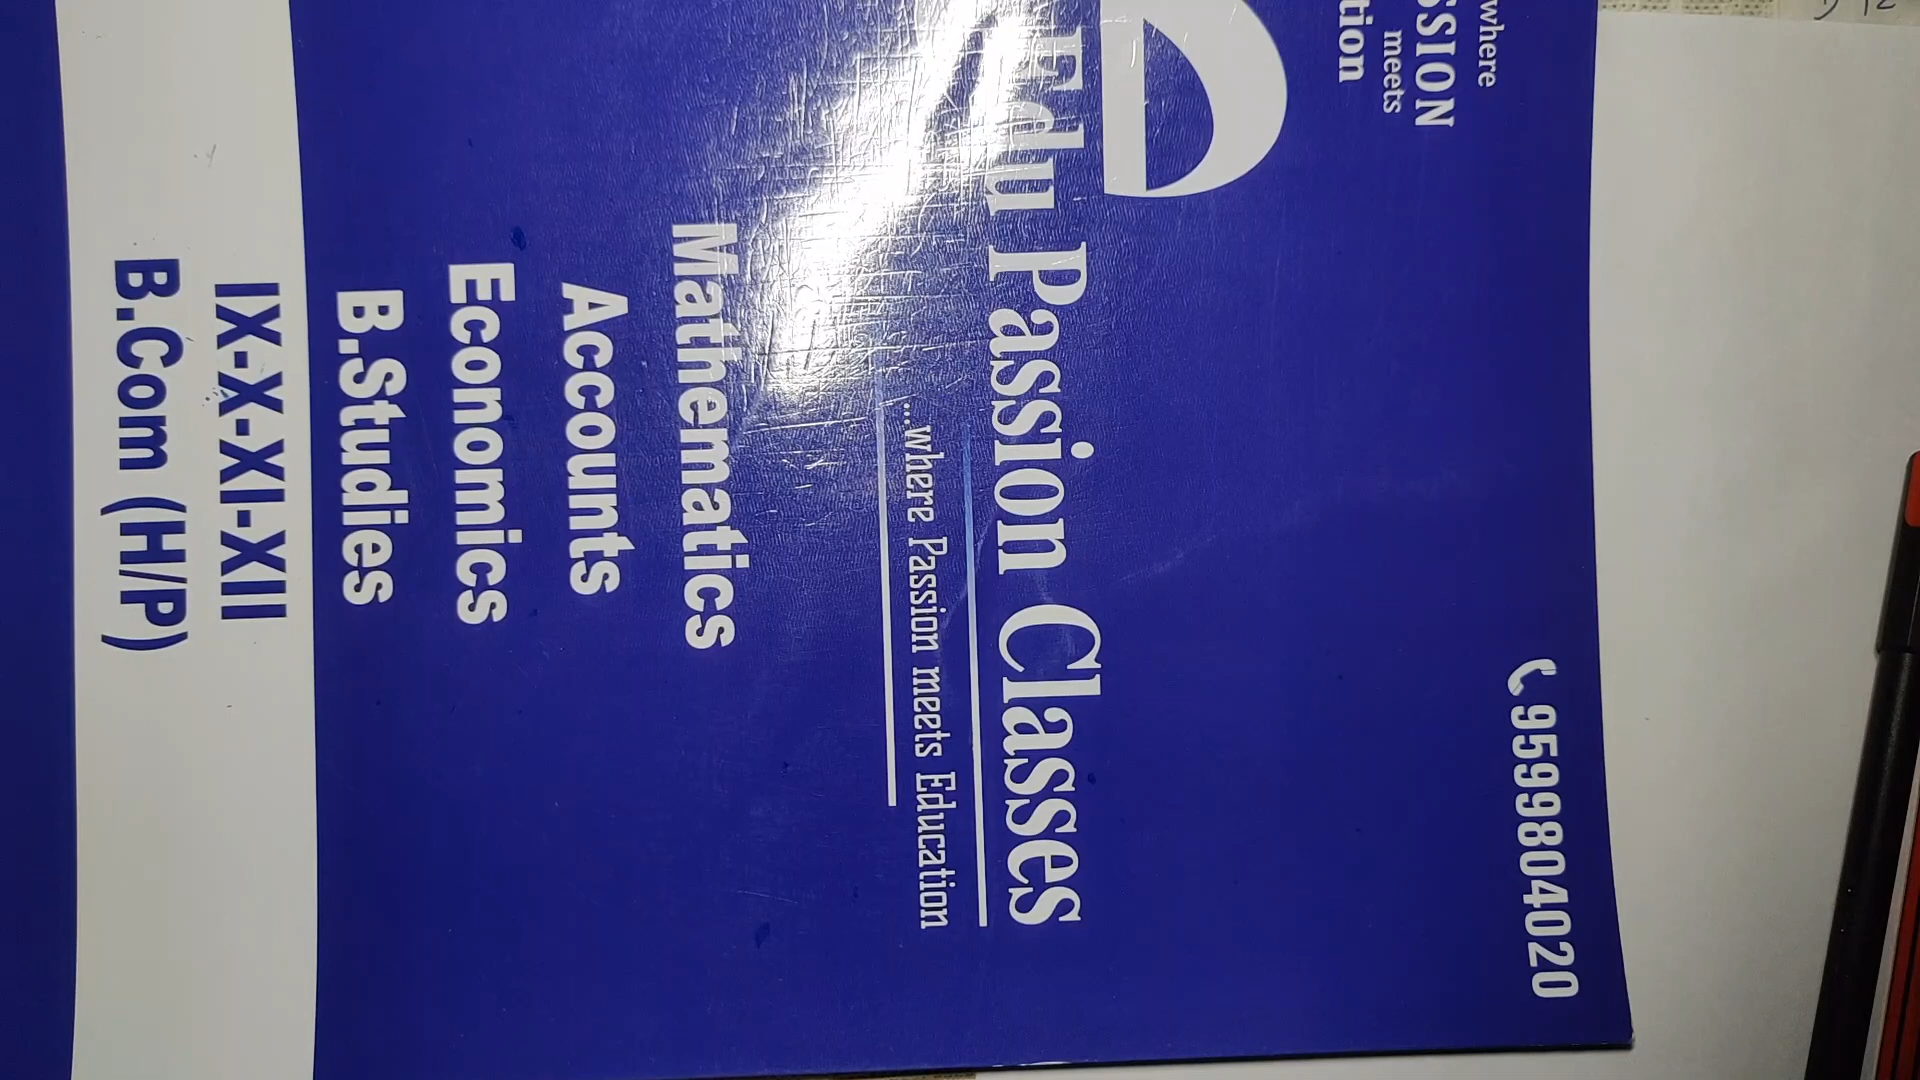 where
SSION
meets
tion
9599804020
Edu Passion Classes
...where Passion meets Education
Mathematics
Accounts
Economics
B.Studies
IX-X-XI-XII
B.Com (H/P)